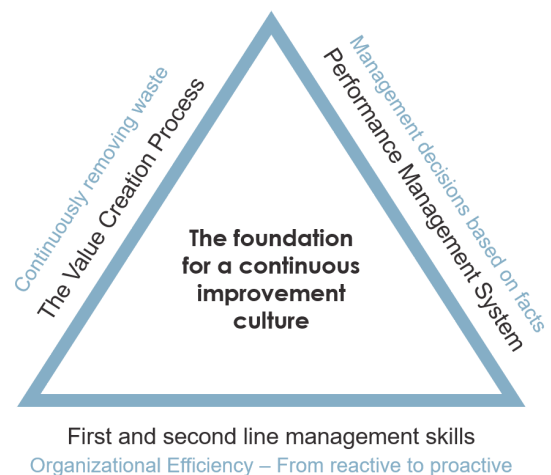 Continuously removing waste
The Value Creation Process
Management decisions based on facts
Performance Management System
The foundation
for a continuous
improvement
culture
First and second line management skills
Organizational Efficiency – From reactive to proactive